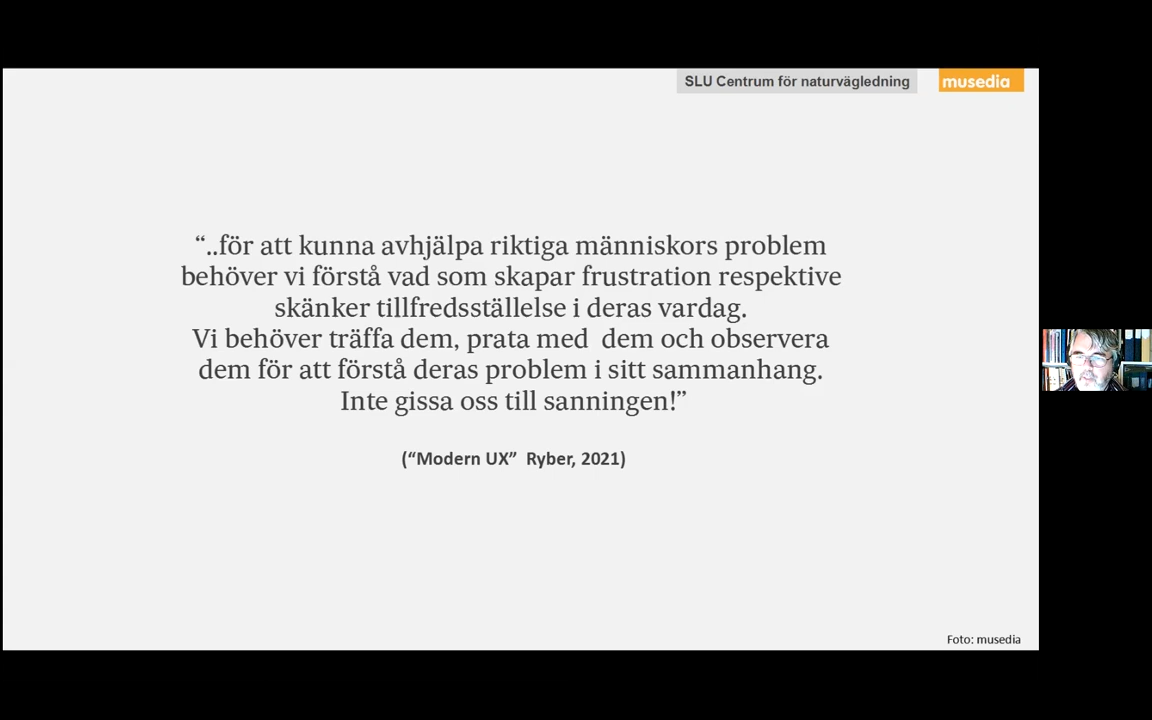 SLU Centrum för naturvägledning
musedia
“..för att kunna avhjälpa riktiga människors problem
behöver vi förstå vad som skapar frustration respektive
skänker tillfredsställelse i deras vardag.
Vi behöver träffa dem, prata med  dem och observera
dem för att förstå deras problem i sitt sammanhang.
Inte gissa oss till sanningen!”
(“Modern UX”  Ryber, 2021)
Foto: musedia